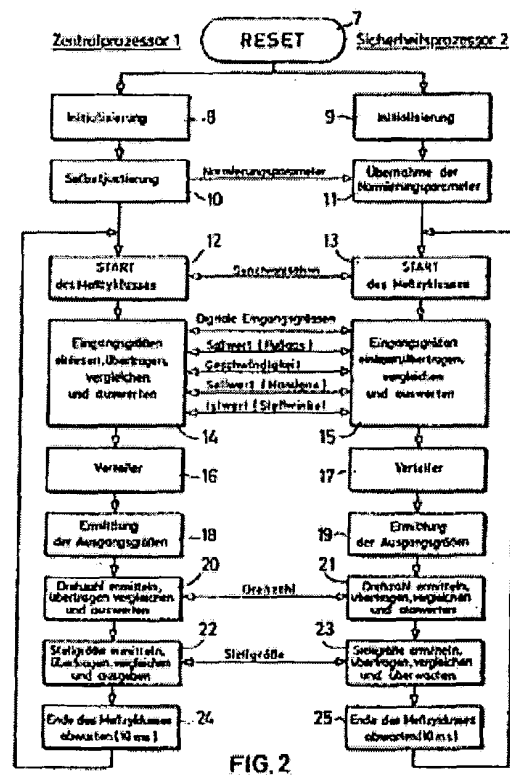 7
Zentralprozessor 1
RESET
Sicherheitsprozessor 2
Initialisierung
8
9
Initialisierung
Selbstjustierung
10
Normierungsparameter
11
Übernahme der
Normierungsparameter
12
START
des Meßzyklusses
Synchronisation
13
START
des Meßzyklusses
Eingangsgrößen
einlesen, übertragen,
vergleichen
und auswerten
14
Digitale Eingangsgrössen
Sollwert
Geschwindigkeit
Sollwert
Istwert (Stellwinkel)
Eingangsgrößen
einlesen, übertragen,
vergleichen
und auswerten
15
Verteiler
16
17
Verteiler
Ermittlung
der Ausgangsgrößen
18
19
Ermittlung
der Ausgangsgrößen
20
Drehzahl ermitteln,
übertragen, vergleichen
und auswerten
Drehzahl
21
Drehzahl ermitteln,
übertragen, vergleichen
und auswerten
22
Stellgröße ermitteln,
übertragen, vergleichen
und ausgeben
Stellgröße
23
Stellgröße ermitteln,
übertragen, vergleichen
und überwachen
Ende des Meßzyklusses
abwarten (10 ms)
24
25
Ende des Meßzyklusses
abwarten (10 ms)
FIG. 2